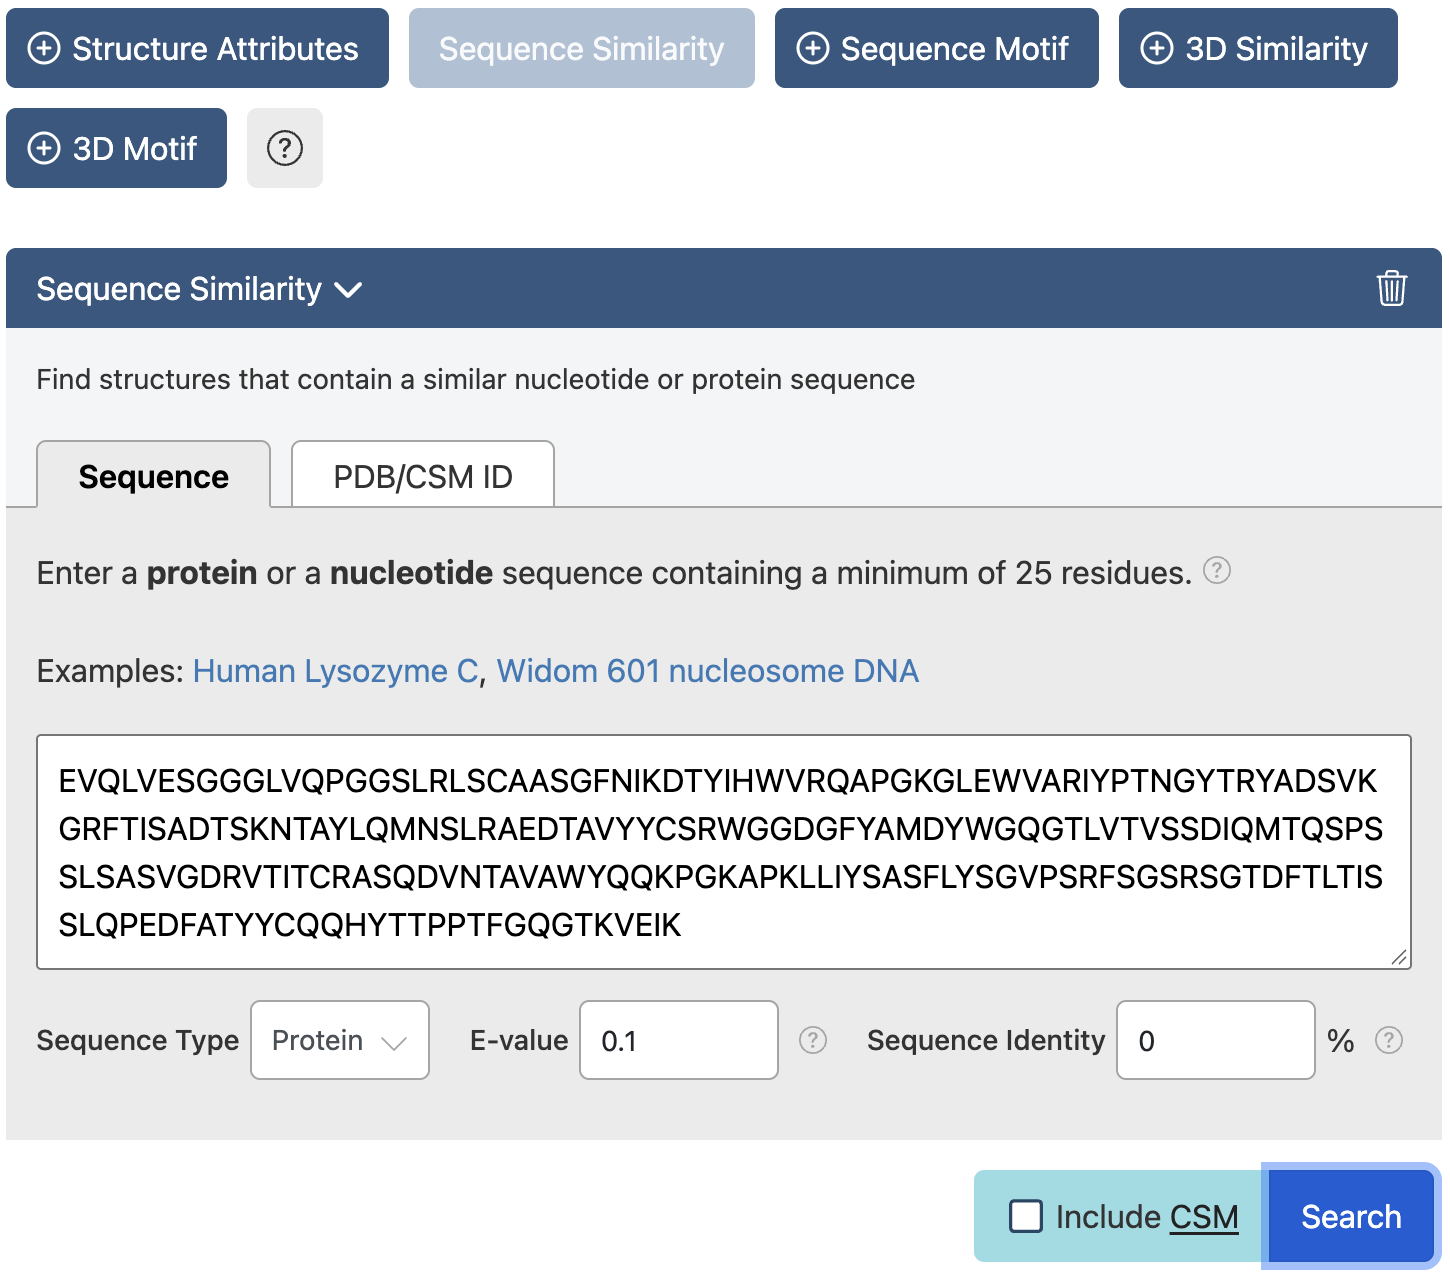 Structure Attributes Sequence Similarity Sequence Motif 3D Similarity
3D Motif ?
Sequence Similarity
Find structures that contain a similar nucleotide or protein sequence
Sequence PDB/CSM ID
Enter a protein or a nucleotide sequence containing a minimum of 25 residues. ?
Examples: Human Lysozyme C, Widom 601 nucleosome DNA
EVQLVESGGGLVQPGGSLRLSCAASGFNIKDTYIHWVRQAPGKGLEWVARIYPTNGYTRYADSVK
GRFTISADTSKNTAYLQMNSLRAEDTAVYYCSRWGGDGFYAMDYWGQGTLVTVSSDIQMTQSPS
SLSASVGDRVTITCRASQDVNTAVAWYQQKPGKAPKLLIYSASFLYSGVPSRFSGSRSGTDFTLTIS
SLQPEDFATYYCQQHYTTPPTFGQGTKVEIK
Sequence Type Protein E-value 0.1 ? Sequence Identity 0 % ?
Include CSM Search